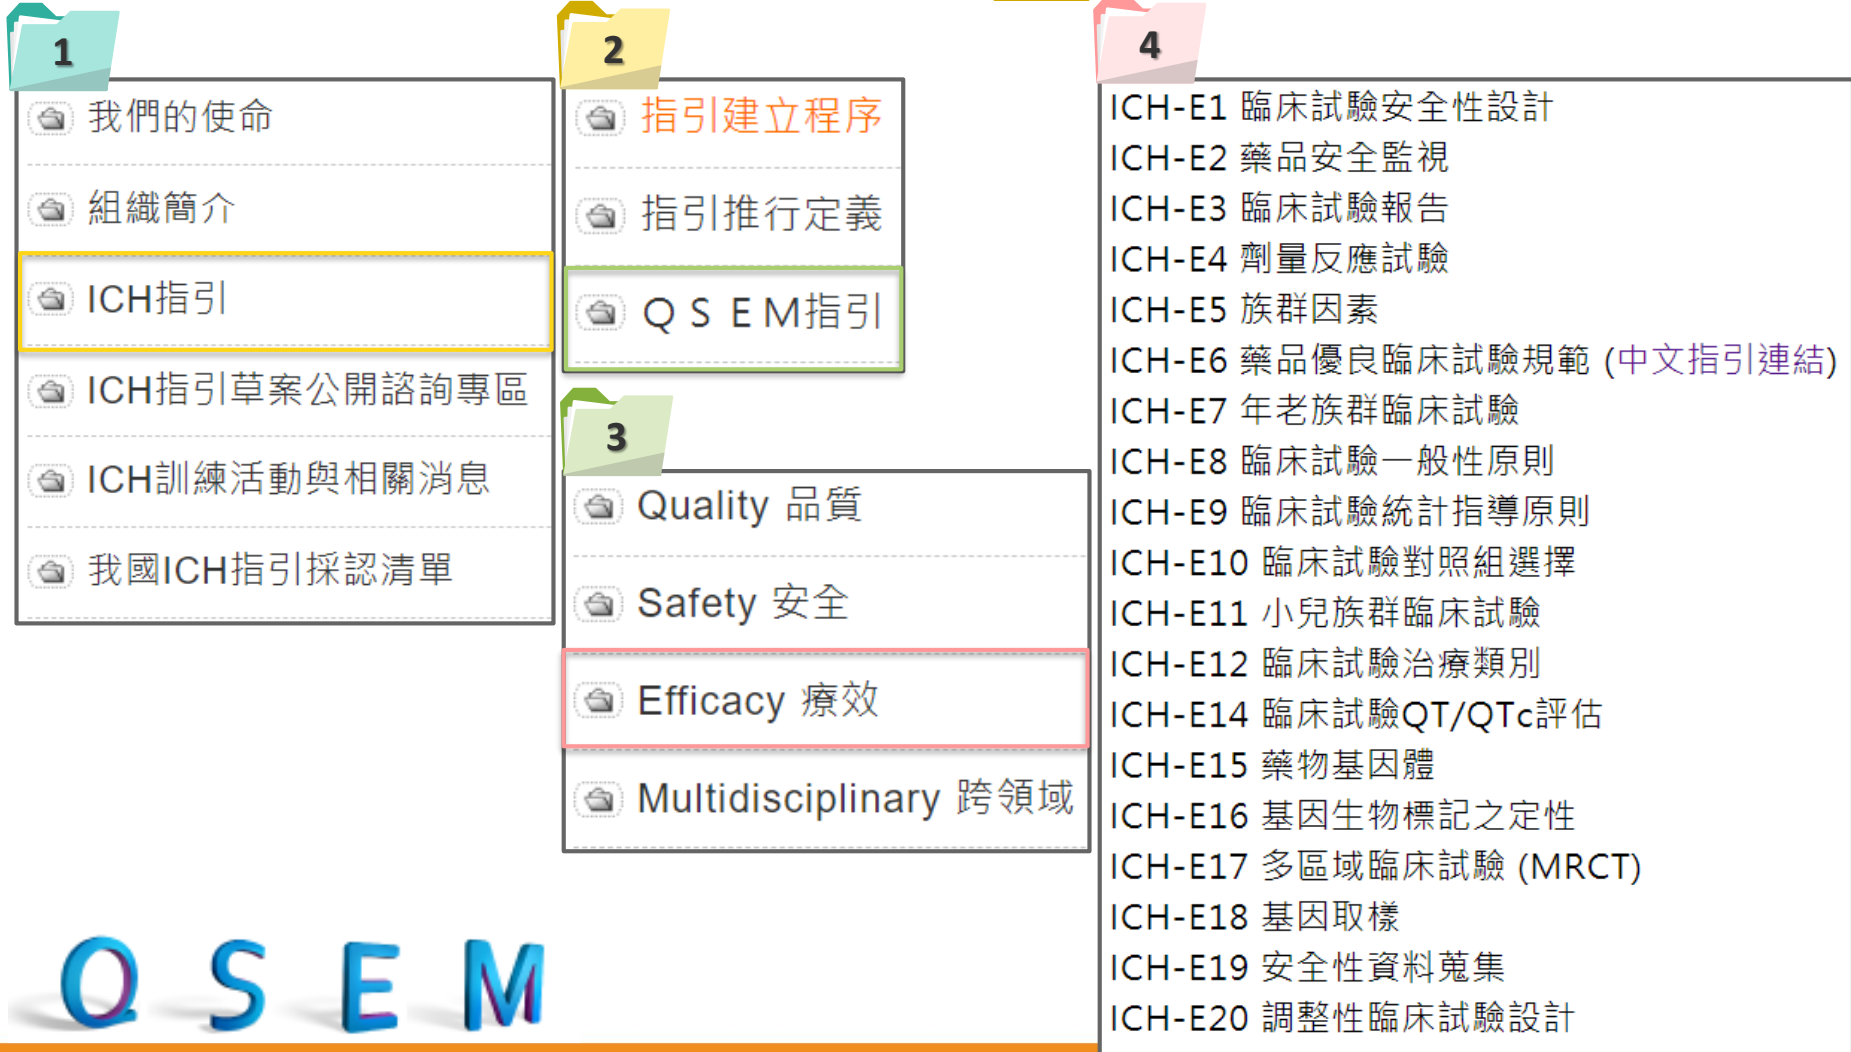 1
我們的使命
組織簡介
ICH指引
ICH指引草案公開諮詢專區
ICH訓練活動與相關消息
我國ICH指引採認清單
2
指引建立程序
指引推行定義
Q S E M指引
3
Quality 品質
Safety 安全
Efficacy 療效
Multidisciplinary 跨領域
4
ICH-E1 臨床試驗安全性設計
ICH-E2 藥品安全監視
ICH-E3 臨床試驗報告
ICH-E4 劑量反應試驗
ICH-E5 族群因素
ICH-E6 藥品優良臨床試驗規範 (中文指引連結)
ICH-E7 年老族群臨床試驗
ICH-E8 臨床試驗一般性原則
ICH-E9 臨床試驗統計指導原則
ICH-E10 臨床試驗對照組選擇
ICH-E11 小兒族群臨床試驗
ICH-E12 臨床試驗治療類別
ICH-E14 臨床試驗QT/QTc評估
ICH-E15 藥物基因體
ICH-E16 基因生物標記之定性
ICH-E17 多區域臨床試驗 (MRCT)
ICH-E18 基因取樣
ICH-E19 安全性資料蒐集
ICH-E20 調整性臨床試驗設計
Q S E M